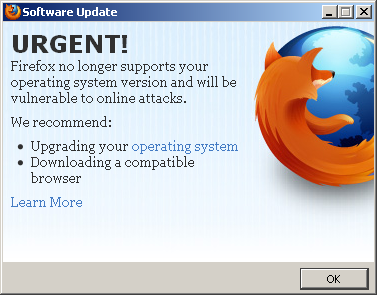 Software Update
URGENT!
Firefox no longer supports your
operating system version and will be
vulnerable to online attacks.
We recommend:
• Upgrading your operating system
• Downloading a compatible
browser
Learn More
OK